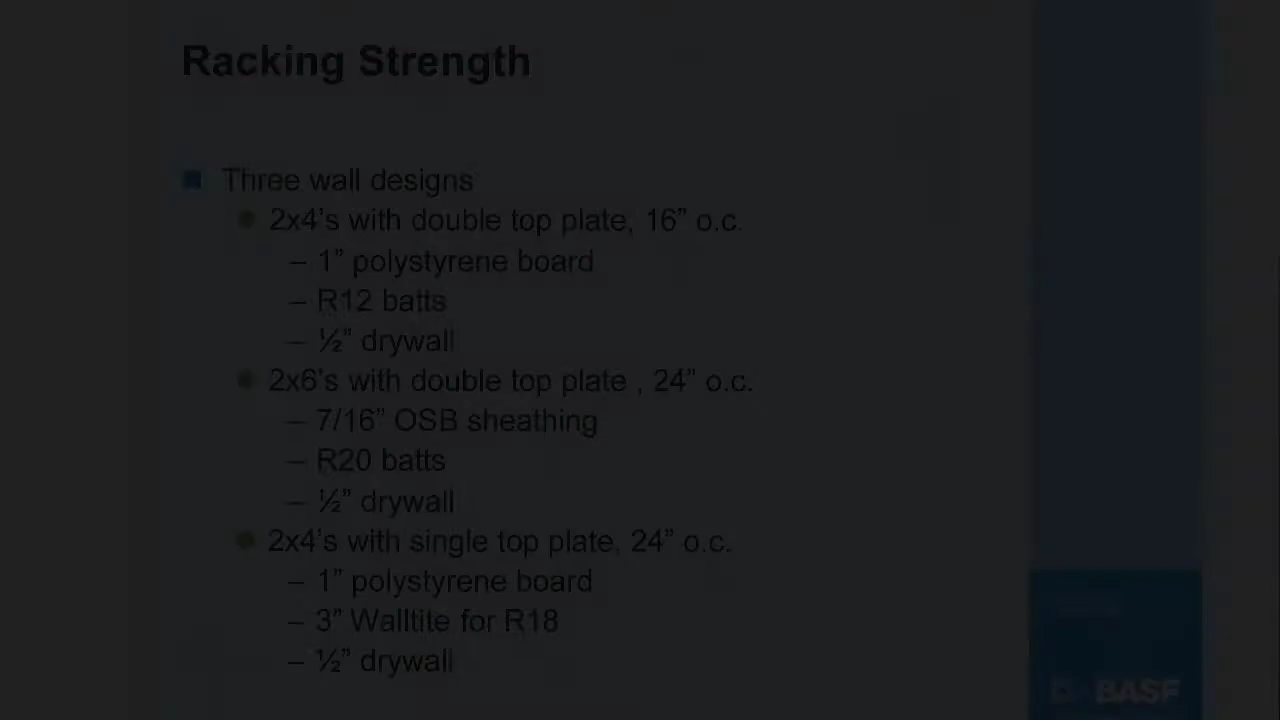 Racking Strength
Three wall designs
2x4's with double top plate, 16” o.c.
– 1” polystyrene board
– R12 batts
– ½” drywall
2x6's with double top plate , 24” o.c.
– 7/16” OSB sheathing
– R20 batts
– ½” drywall
2x4's with single top plate, 24” o.c.
– 1” polystyrene board
– 3” Walltite for R18
– ½” drywall
BASF